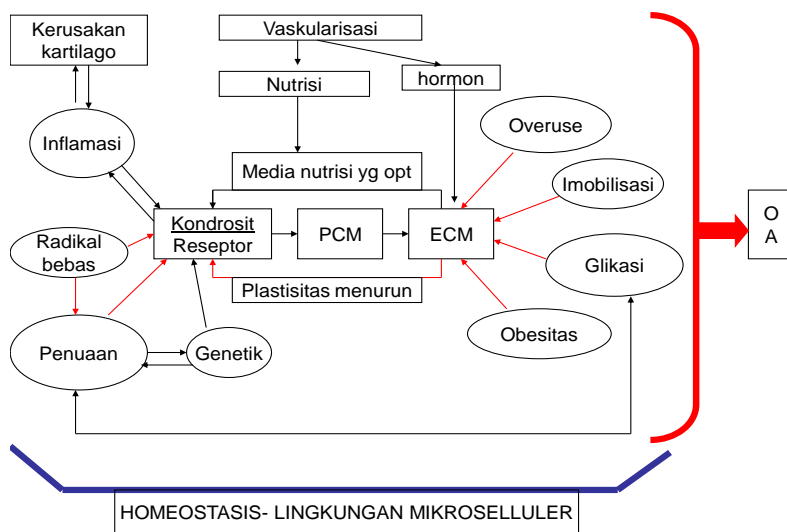 Kerusakan
kartilago
Vaskularisasi
Nutrisi
hormon
Inflamasi
Overuse
Media nutrisi yg opt
Imobilisasi
Kondrosit
Reseptor
PCM
ECM
O
A
Radikal
bebas
Glikasi
Plastisitas menurun
Penuaan
Genetik
Obesitas
HOMEOSTASIS- LINGKUNGAN MIKROSELLULER